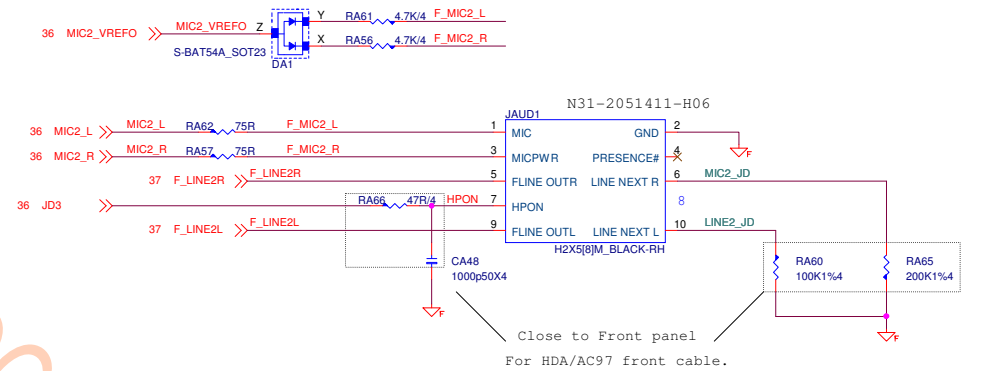 36 MIC2_VREFO MIC2_VREFO Z
Y RA61 4.7K/4 F_MIC2_L
X RA56 4.7K/4 F_MIC2_R
S-BAT54A_SOT23
DA1
N31-2051411-H06
JAUD1
36 MIC2_L MIC2_L RA62 75R F_MIC2_L 1 MIC GND 2 F
36 MIC2_R MIC2_R RA57 75R F_MIC2_R 3 MICPWR PRESENCE# 4
37 F_LINE2R F_LINE2R 5 FLINE OUTR LINE NEXT R 6 MIC2_JD
36 JD3 RA66 47R/4 HPON 7 HPON 8
37 F_LINE2L F_LINE2L 9 FLINE OUTL LINE NEXT L 10 LINE2_JD
H2X5[8]M_BLACK-RH
CA48
1000p50X4
F
RA60
100K1%4
RA65
200K1%4
F
Close to Front panel
For HDA/AC97 front cable.